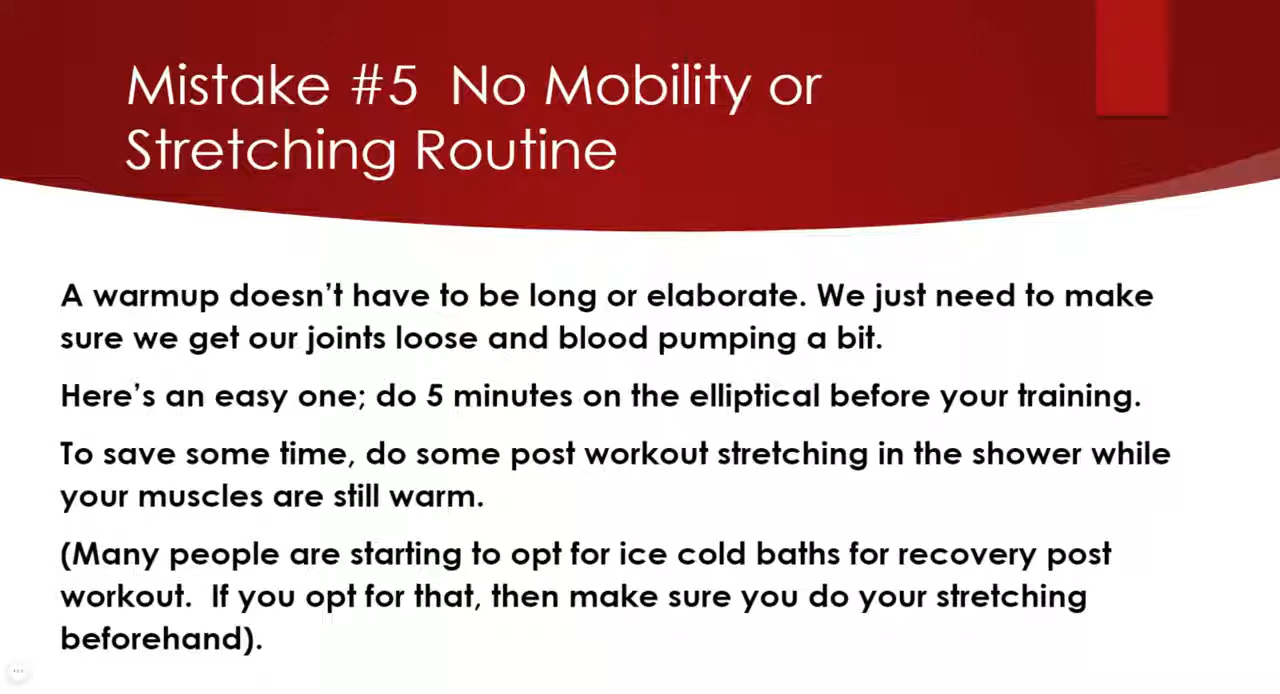 Mistake #5  No Mobility or
Stretching Routine
A warmup doesn’t have to be long or elaborate. We just need to make
sure we get our joints loose and blood pumping a bit.
Here’s an easy one; do 5 minutes on the elliptical before your training.
To save some time, do some post workout stretching in the shower while
your muscles are still warm.
(Many people are starting to opt for ice cold baths for recovery post
workout.  If you opt for that, then make sure you do your stretching
beforehand).